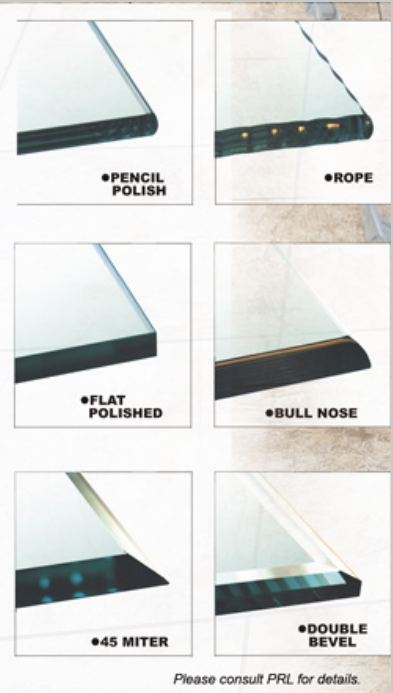 ●PENCIL
POLISH
●ROPE
●FLAT
POLISHED
●BULL NOSE
●45 MITER
●DOUBLE
BEVEL
Please consult PRL for details.